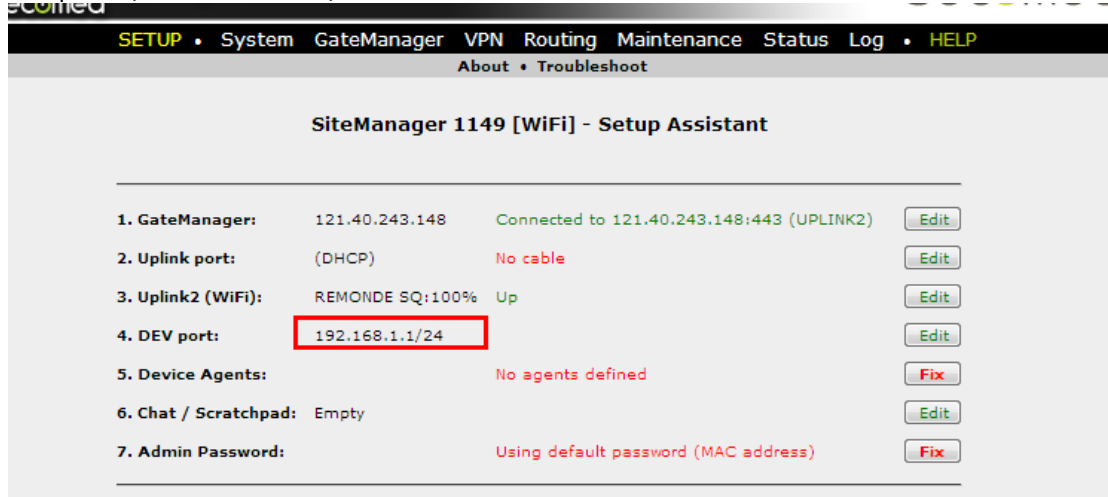 SETUP • System GateManager VPN Routing Maintenance Status Log • HELP
About • Troubleshoot
SiteManager 1149 [WiFi] - Setup Assistant
1. GateManager: 121.40.243.148 Connected to 121.40.243.148:443 (UPLINK2) Edit
2. Uplink port: (DHCP) No cable Edit
3. Uplink2 (WiFi): REMONDE SQ:100% Up Edit
4. DEV port: 192.168.1.1/24 Edit
5. Device Agents: No agents defined Fix
6. Chat / Scratchpad: Empty Edit
7. Admin Password: Using default password (MAC address) Fix